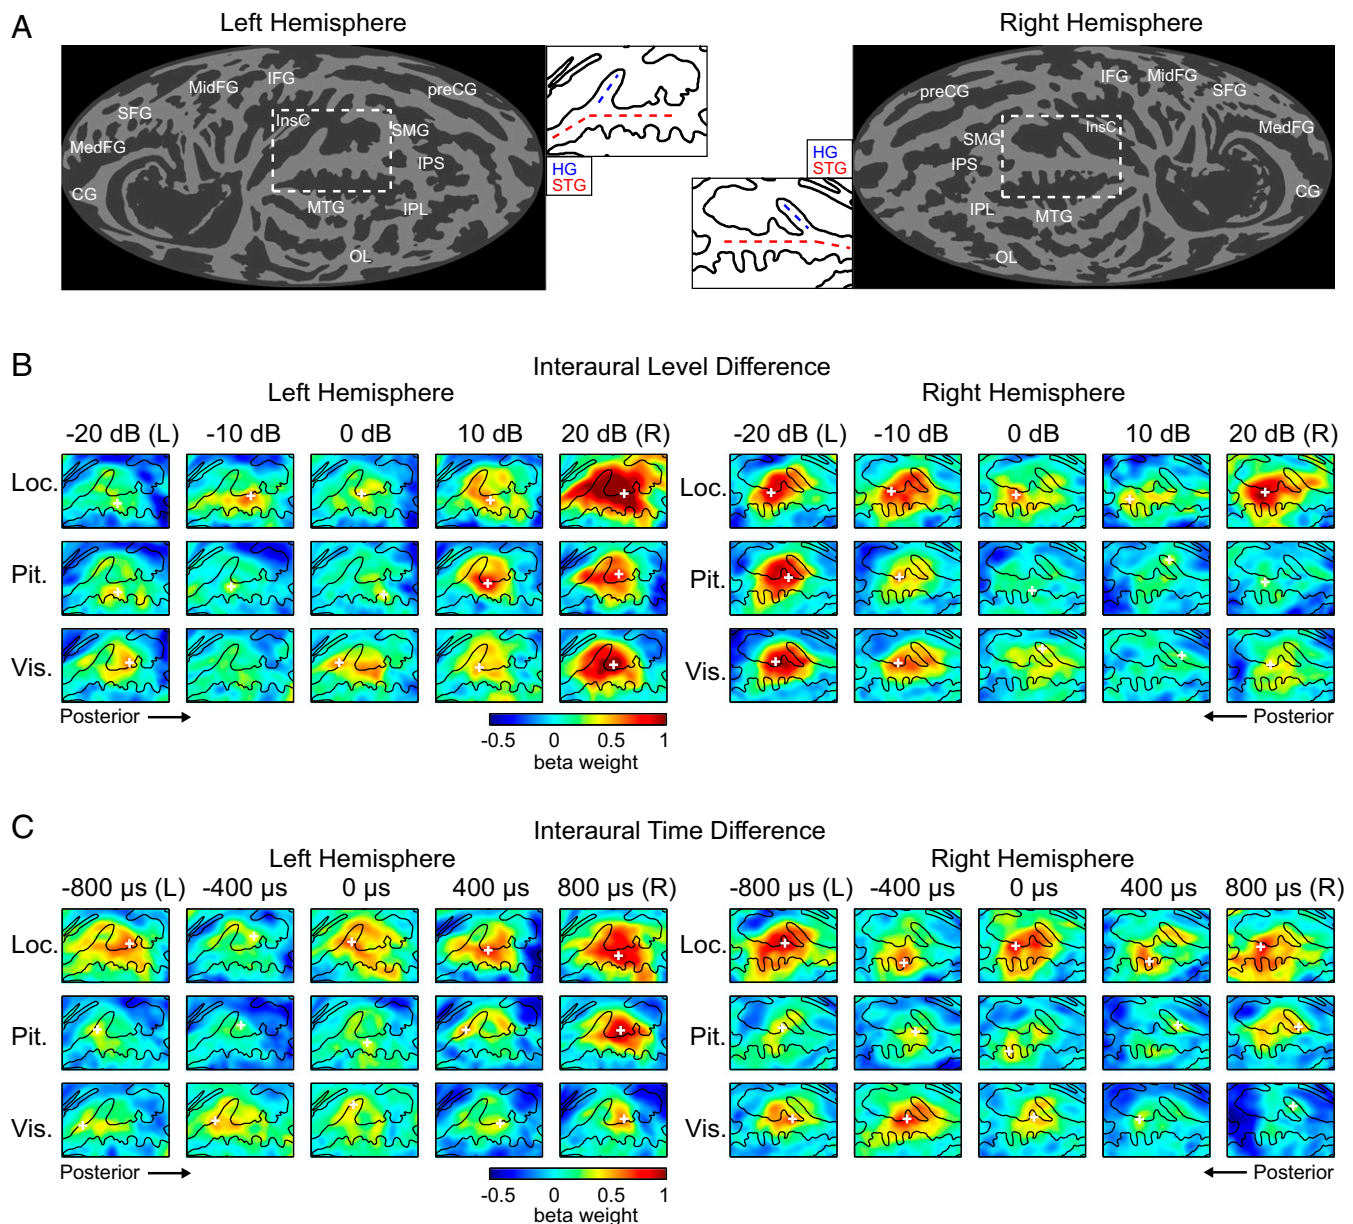 A
Left Hemisphere
Right Hemisphere
MidFG
IFG
preCG
SFG
InsC
SMG
MedFG
IPS
CG
MTG
IPL
OL
HG
STG
HG
STG
IFG
MidFG
preCG
SFG
SMG
InsC
MedFG
IPS
CG
IPL
MTG
OL
B
Interaural Level Difference
Left Hemisphere
Right Hemisphere
-20 dB (L) -10 dB 0 dB 10 dB 20 dB (R)
-20 dB (L) -10 dB 0 dB 10 dB 20 dB (R)
Loc.
Loc.
Pit.
Pit.
Vis.
Vis.
Posterior
Posterior
-0.5 0 0.5 1
beta weight
C
Interaural Time Difference
Left Hemisphere
Right Hemisphere
-800 µs (L) -400 µs 0 µs 400 µs 800 µs (R)
-800 µs (L) -400 µs 0 µs 400 µs 800 µs (R)
Loc.
Loc.
Pit.
Pit.
Vis.
Vis.
Posterior
Posterior
-0.5 0 0.5 1
beta weight